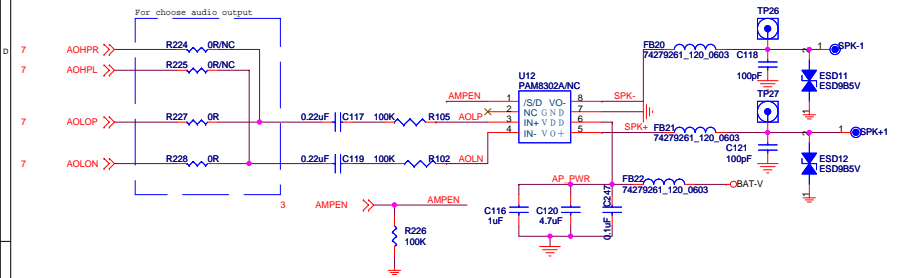 For choose audio output
TP26
D
7
AOHPR
R224
0R/NC
1
SPK-1
FB20
74279261_120_0603
2
7
AOHPL
R225
0R/NC
C118
100pF
ESD11
ESD9B5V
1
U12
PAM8302A/NC
TP27
AMPEN
1
/S/D
VO-
8
SPK-
2
NC
GND
7
7
AOLOP
R227
0R
0.22uF
C117
100K
R105
AOLP
3
IN+
VDD
6
4
IN-
VO+
5
SPK+
FB21
74279261_120_0603
1
SPK+1
2
C121
100pF
ESD12
ESD9B5V
1
7
AOLON
R228
0R
0.22uF
C119
100K
R102
AOLN
AP_PWR
FB22
74279261_120_0603
BAT-V
3
AMPEN
AMPEN
R226
100K
C116
1uF
C120
4.7uF
C247
0.1uF